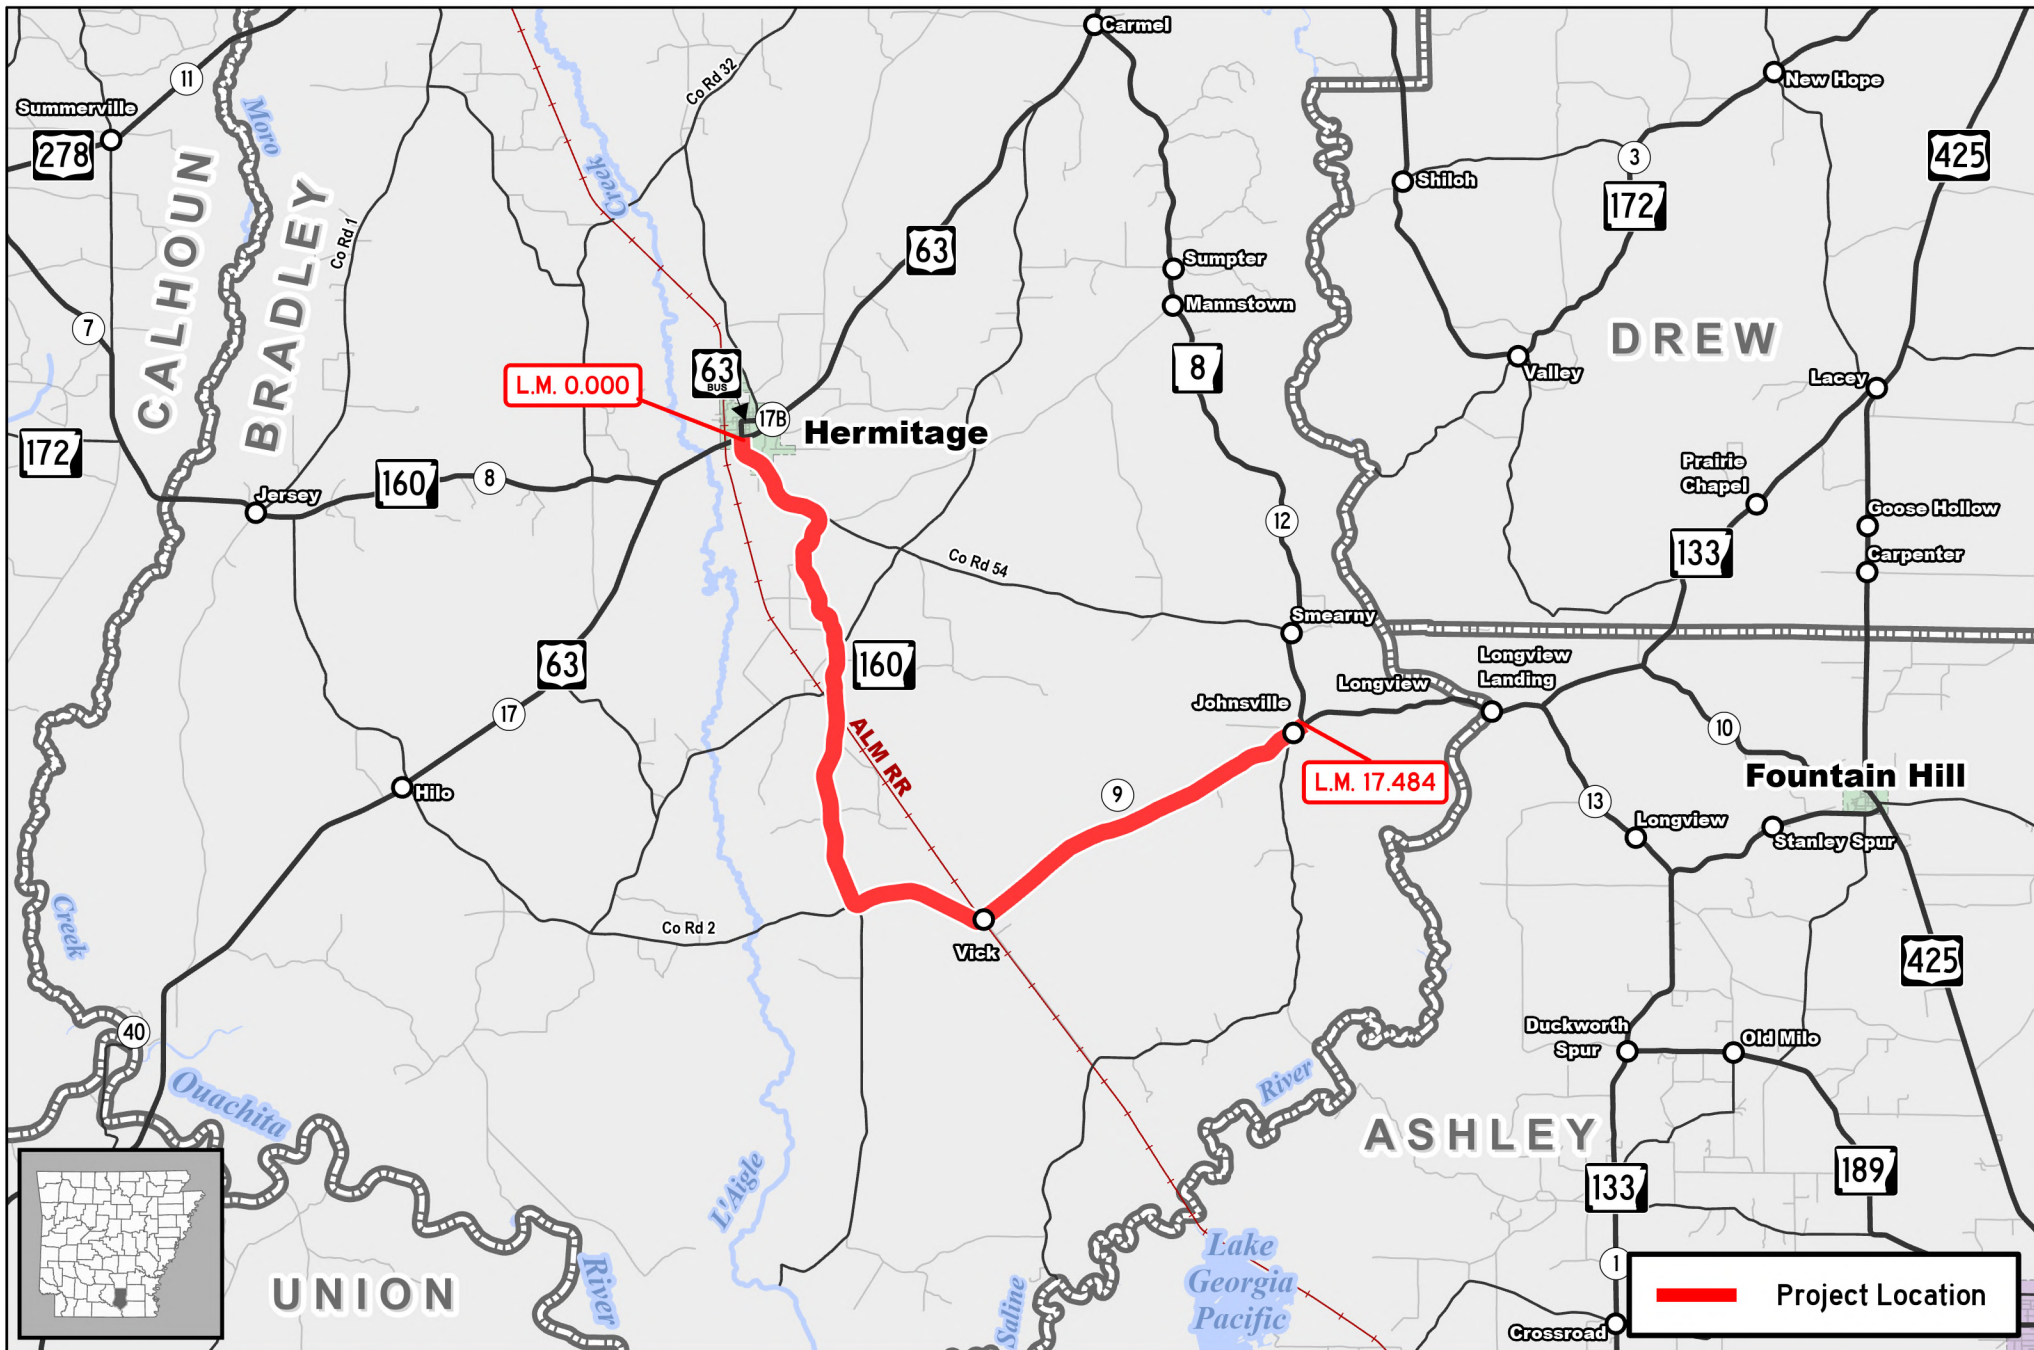 Carmel
Co Rd 32
New Hope
11
Summerville
278
Moro
425
3
Creek
Shiloh
172
CALHOUN
BRADLEY
Co Rd 1
63
Sumpter
Mannstown
7
DREW
63
BUS
8
Valley
Lacey
L.M. 0.000
17B
Hermitage
172
160
8
Jersey
Prairie
Chapel
Goose Hollow
12
133
Carpenter
Co Rd 54
Smearny
63
160
Longview
Landing
Longview
Johnsville
17
ALM RR
10
L.M. 17.484
Fountain Hill
Hilo
9
13
Longview
Stanley Spur
Creek
Co Rd 2
Vick
425
40
Duckworth
Spur
Old Milo
Ouachita
River
ASHLEY
L'Aigle
133
189
Lake
Georgia
Pacific
1
UNION
River
Saline
Project Location
Crossroad